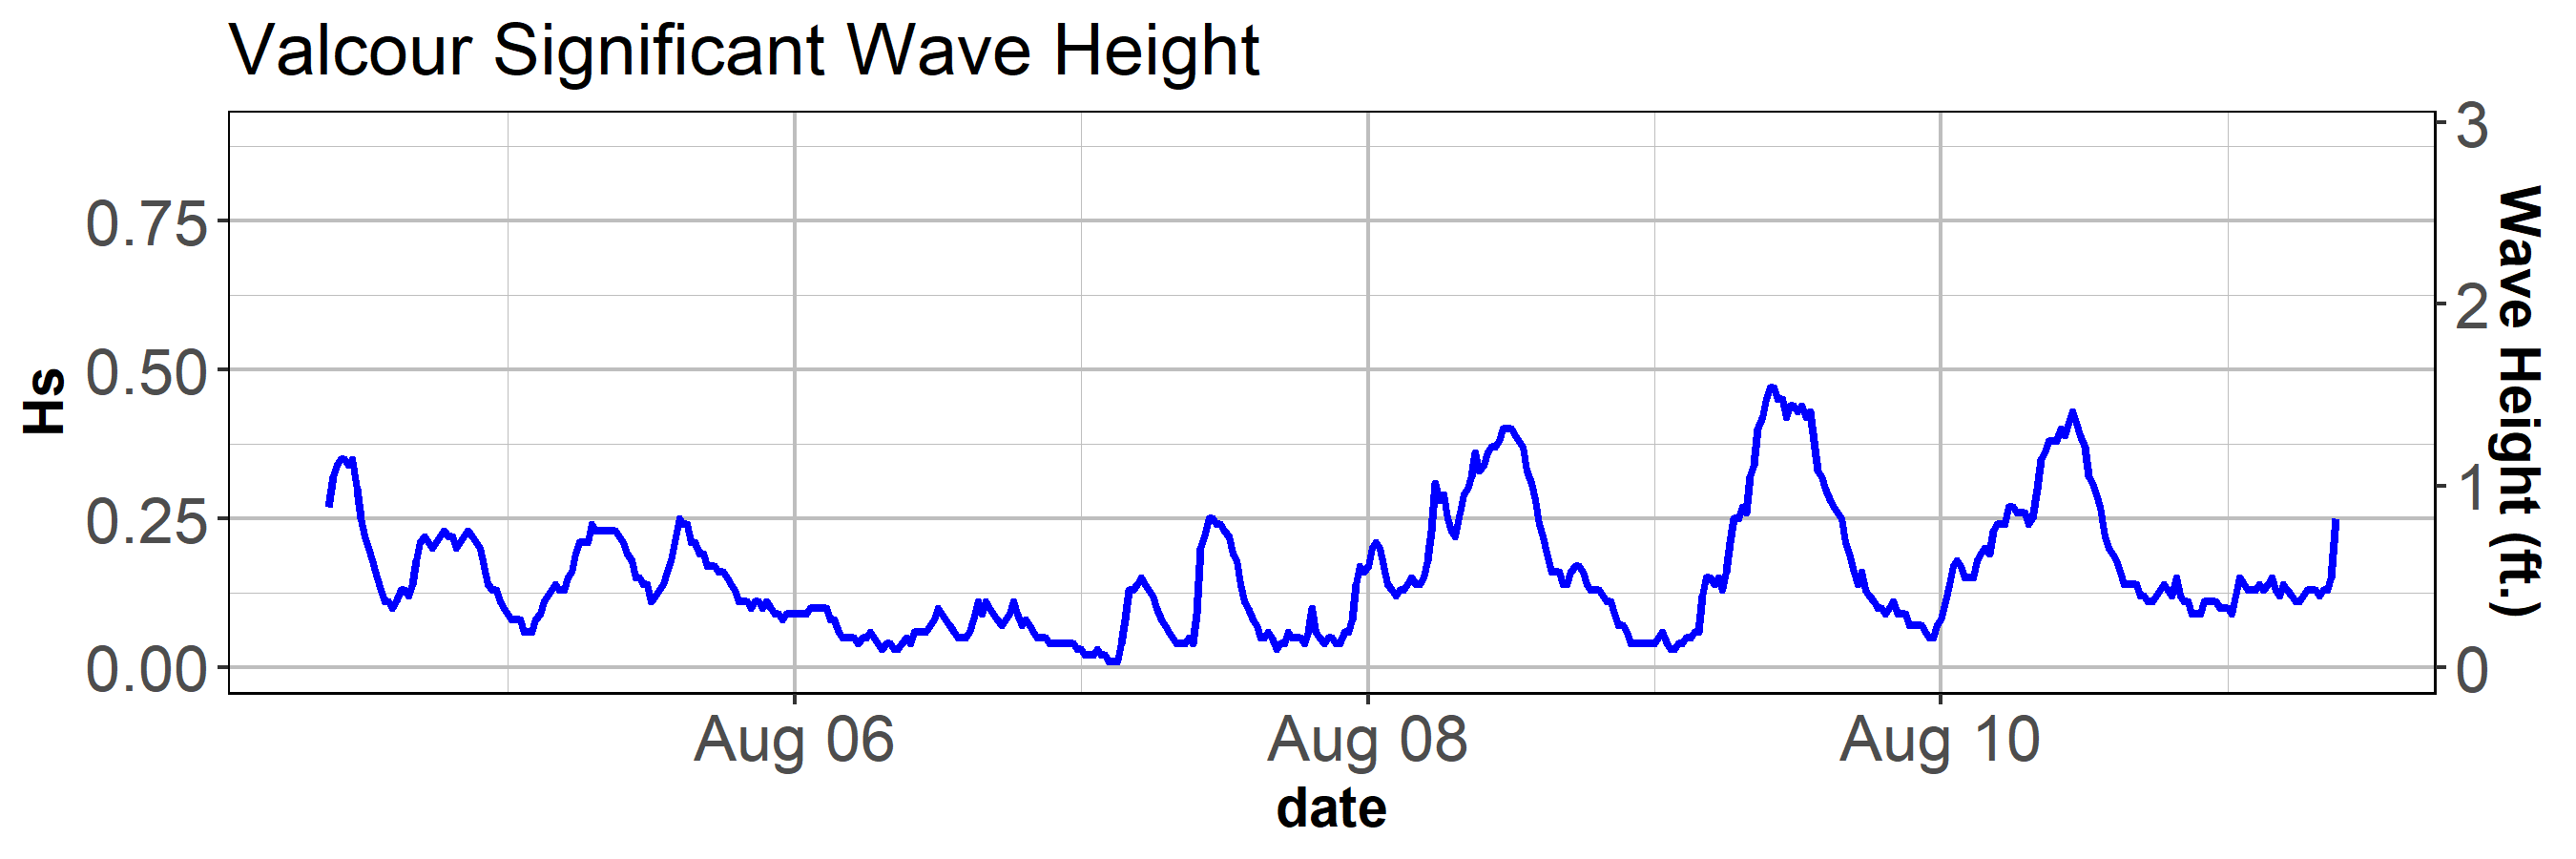 Valcour Significant Wave Height
Hs
0.75
0.50
0.25
0.00
3
2
1
0
Wave Height (ft.)
Aug 06
Aug 08
Aug 10
date